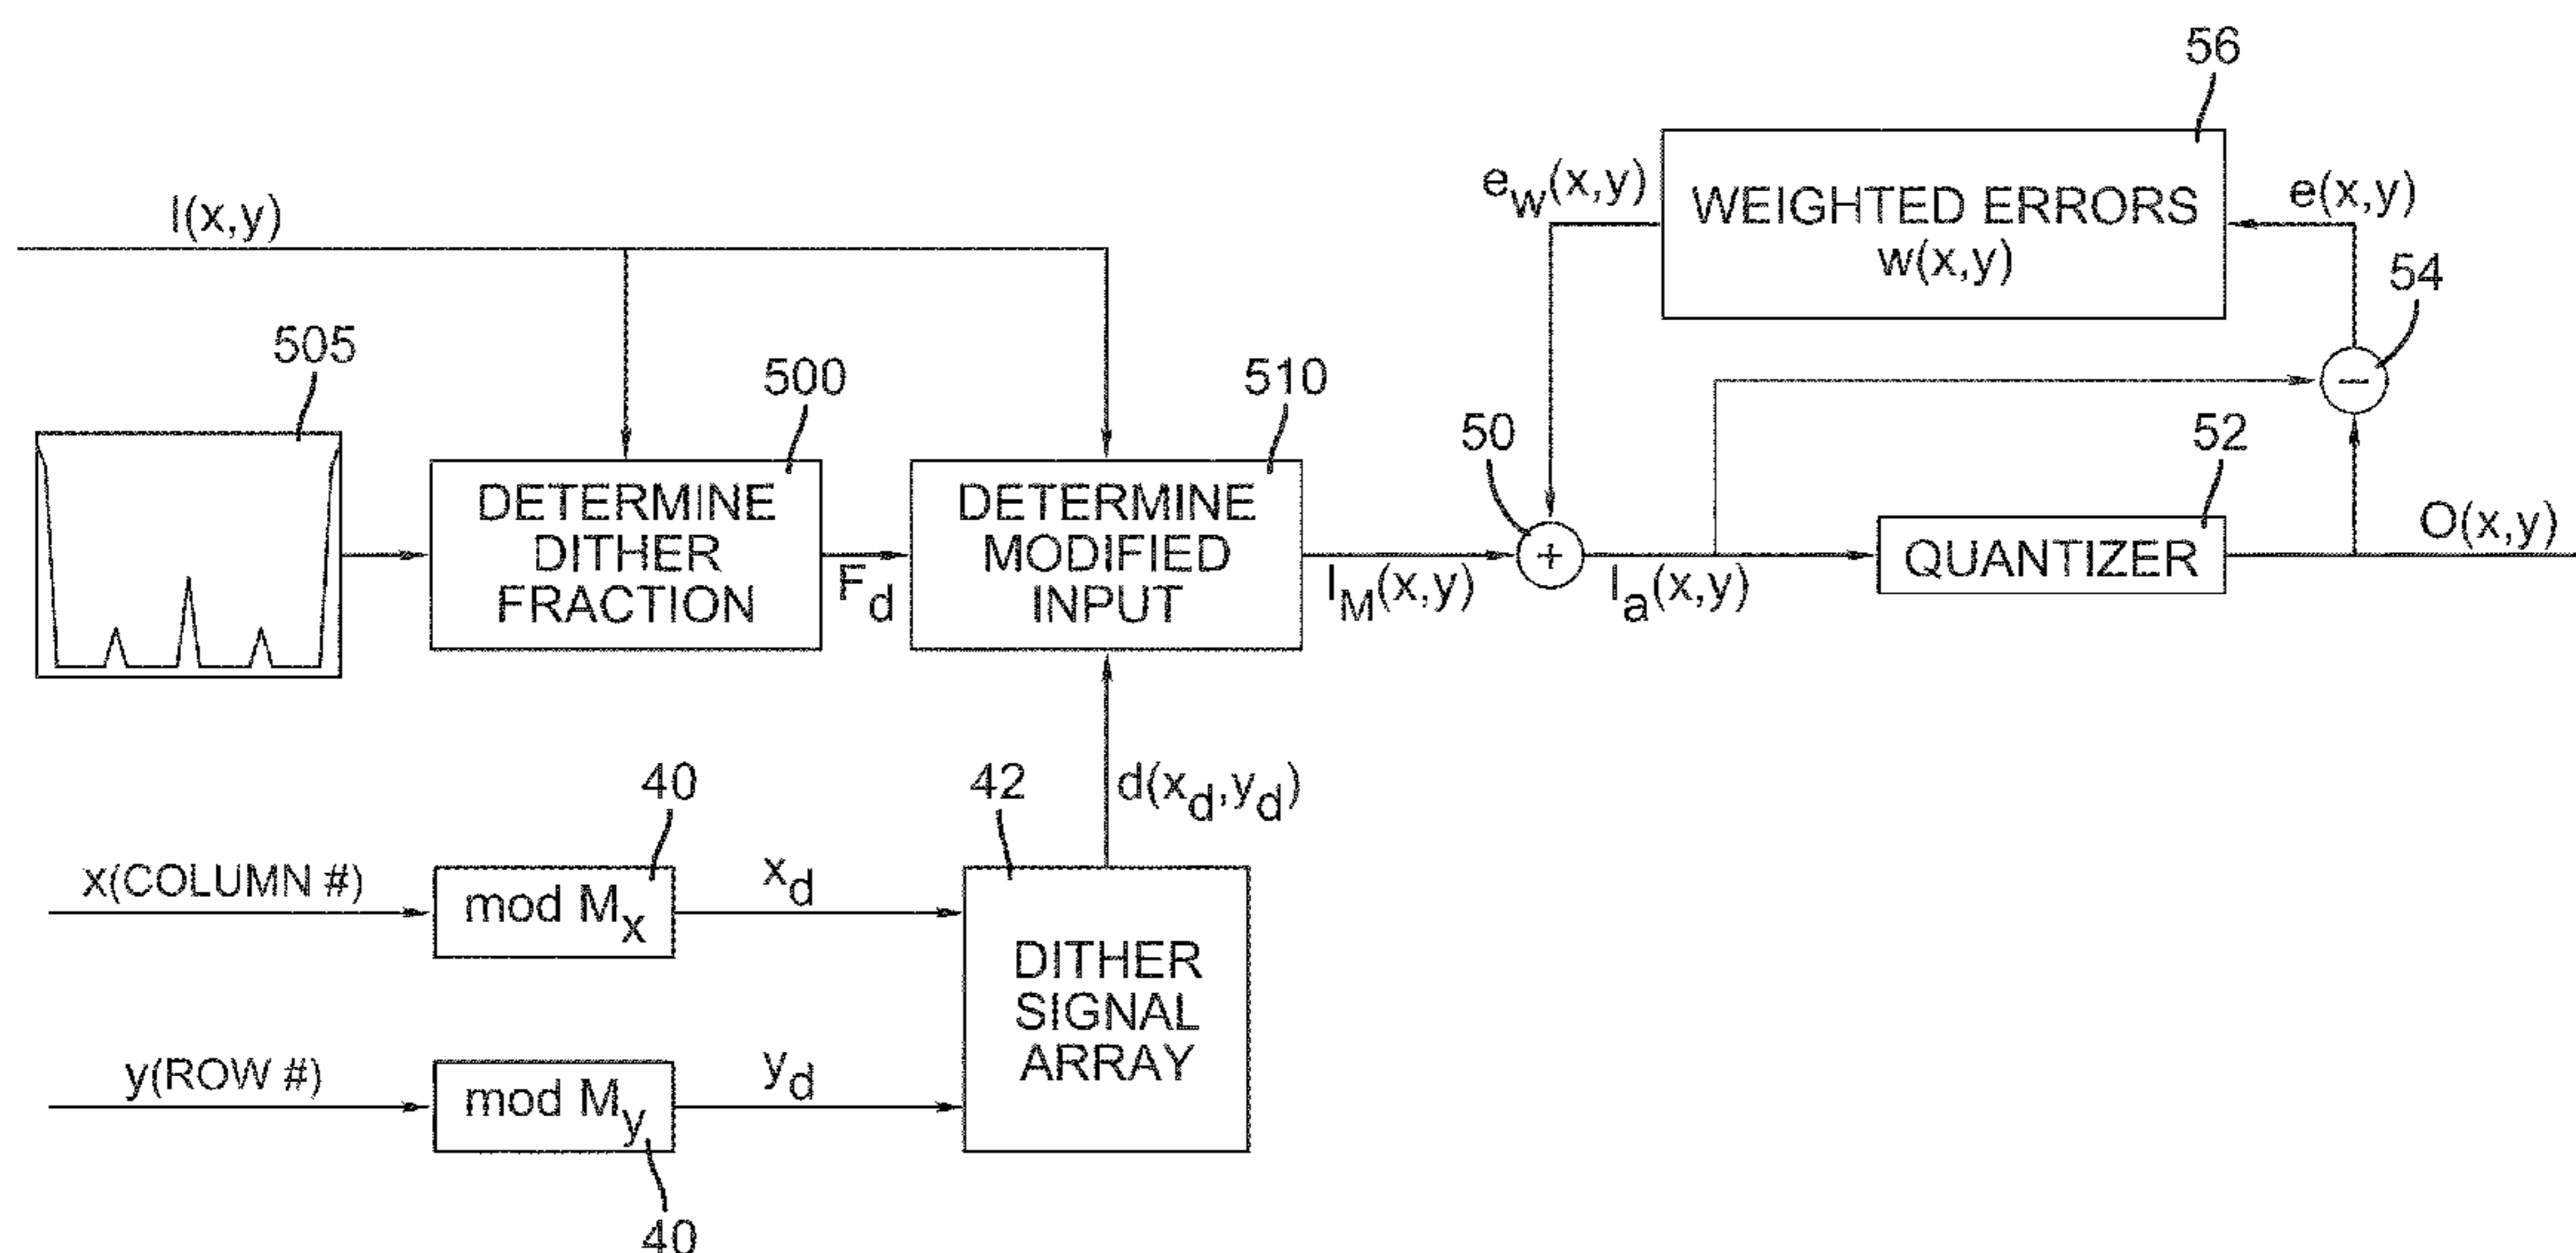 56
I(x,y)
e_w(x,y)
WEIGHTED ERRORS
w(x,y)
e(x,y)
54
505
500
510
50
52
DETERMINE
DITHER
FRACTION
F_d
DETERMINE
MODIFIED
INPUT
I_M(x,y)
+
I_a(x,y)
QUANTIZER
−
O(x,y)
40
42
d(x_d,y_d)
x(COLUMN #)
mod M_x
x_d
DITHER
SIGNAL
ARRAY
y(ROW #)
mod M_y
y_d
40